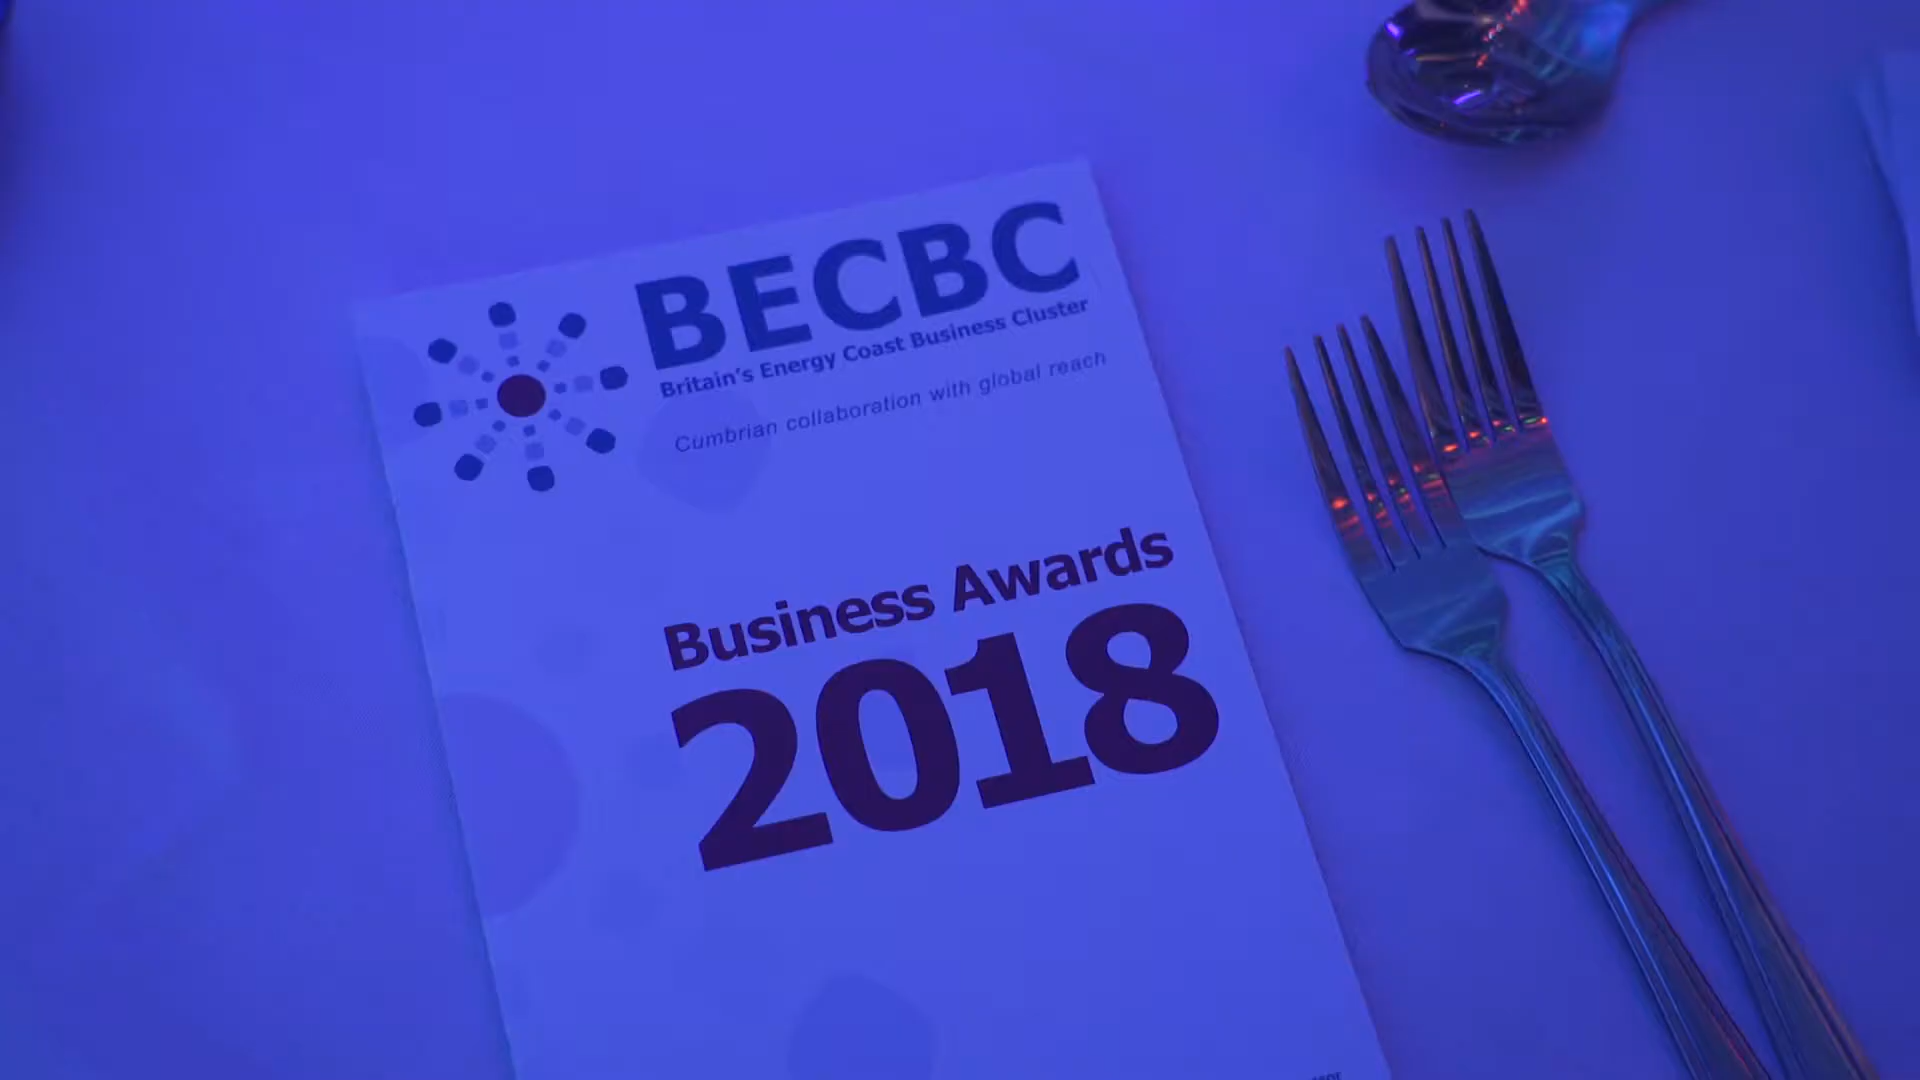 BECBC
Britain's Energy Coast Business Cluster
Cumbrian collaboration with global reach
Business Awards
2018